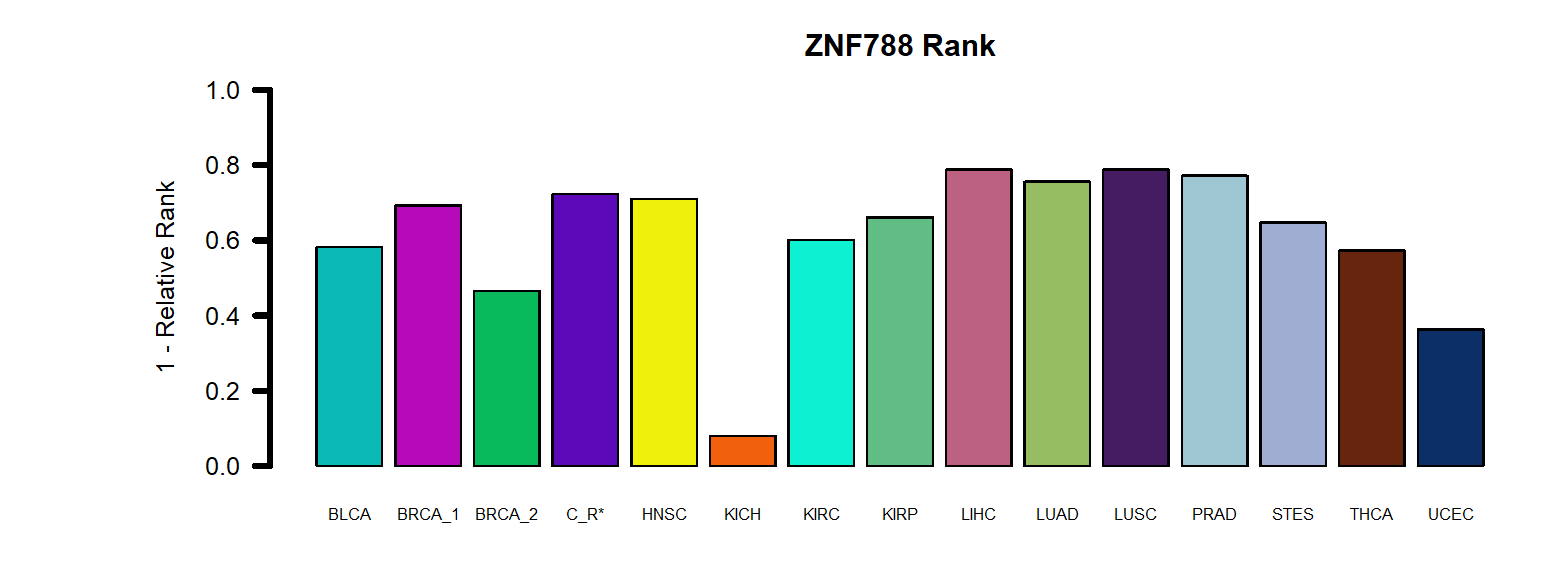 ZNF788 Rank
1 - Relative Rank
1.0
0.8
0.6
0.4
0.2
0.0
BLCA BRCA_1 BRCA_2 C_R* HNSC KICH KIRC KIRP LIHC LUAD LUSC PRAD STES THCA UCEC